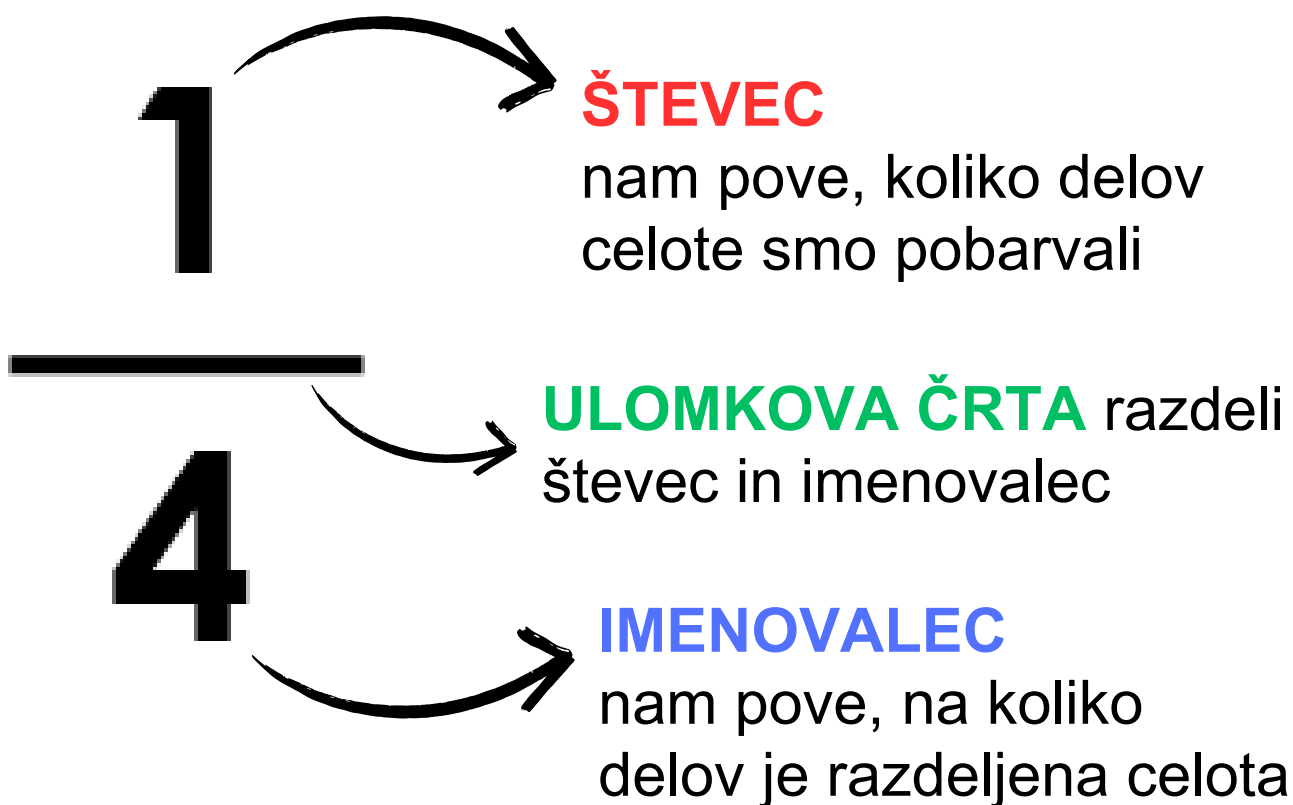 1
ŠTEVEC
nam pove, koliko delov
celote smo pobarvali
ULOMKOVA ČRTA razdeli
števec in imenovalec
4
IMENOVALEC
nam pove, na koliko
delov je razdeljena celota